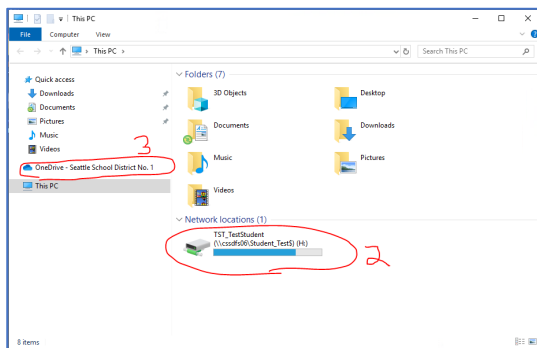 This PC
File Computer View
This PC
Search This PC
Quick access
Downloads
Documents
Pictures
Music
Videos
3
OneDrive - Seattle School District No. 1
This PC
Folders (7)
3D Objects
Desktop
Documents
Downloads
Music
Pictures
Videos
Network locations (1)
TST_TestStudent
(\\cssdfs06\Student_Test$) (H:)
2
8 items